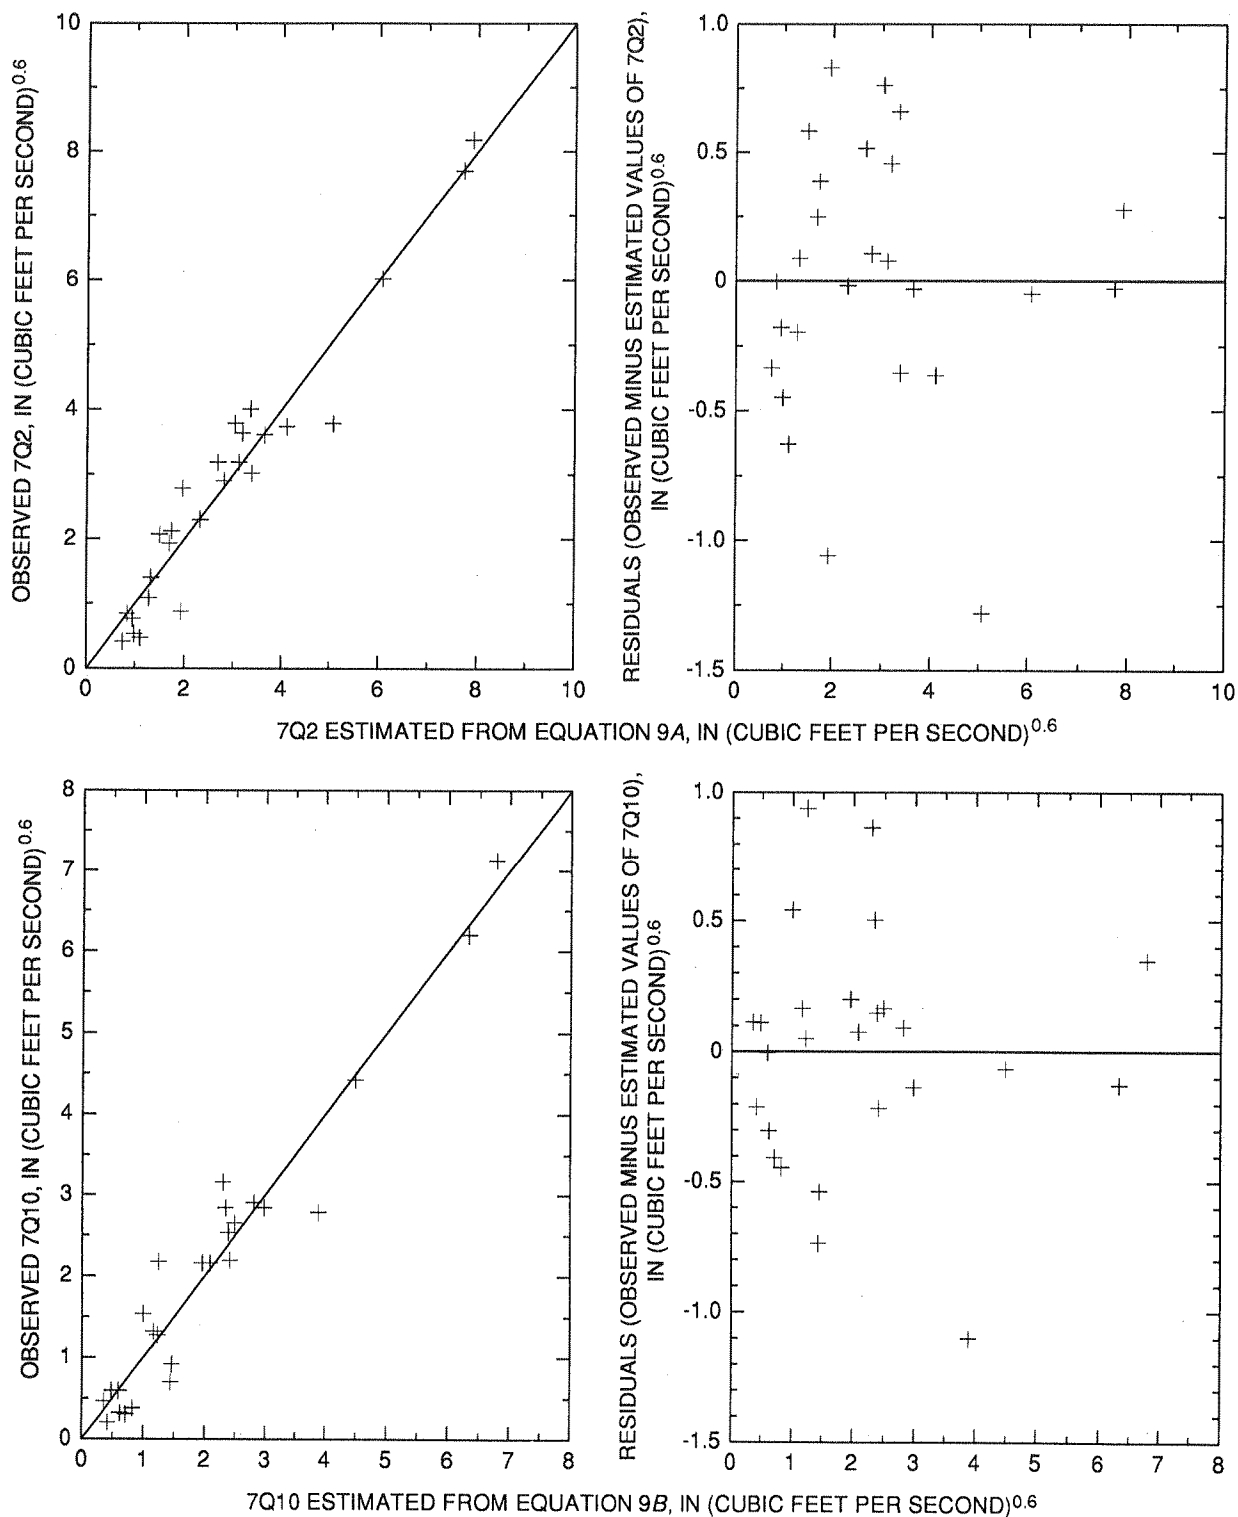 OBSERVED 7Q2, IN (CUBIC FEET PER SECOND)0.6
10
8
6
4
2
0
0 2 4 6 8 10
RESIDUALS (OBSERVED MINUS ESTIMATED VALUES OF 7Q2),
IN (CUBIC FEET PER SECOND)0.6
1.0
0.5
0
-0.5
-1.0
-1.5
0 2 4 6 8 10
7Q2 ESTIMATED FROM EQUATION 9A, IN (CUBIC FEET PER SECOND)0.6
OBSERVED 7Q10, IN (CUBIC FEET PER SECOND)0.6
8
7
6
5
4
3
2
1
0
0 1 2 3 4 5 6 7 8
RESIDUALS (OBSERVED MINUS ESTIMATED VALUES OF 7Q10),
IN (CUBIC FEET PER SECOND)0.6
1.0
0.5
0
-0.5
-1.0
-1.5
0 1 2 3 4 5 6 7 8
7Q10 ESTIMATED FROM EQUATION 9B, IN (CUBIC FEET PER SECOND)0.6